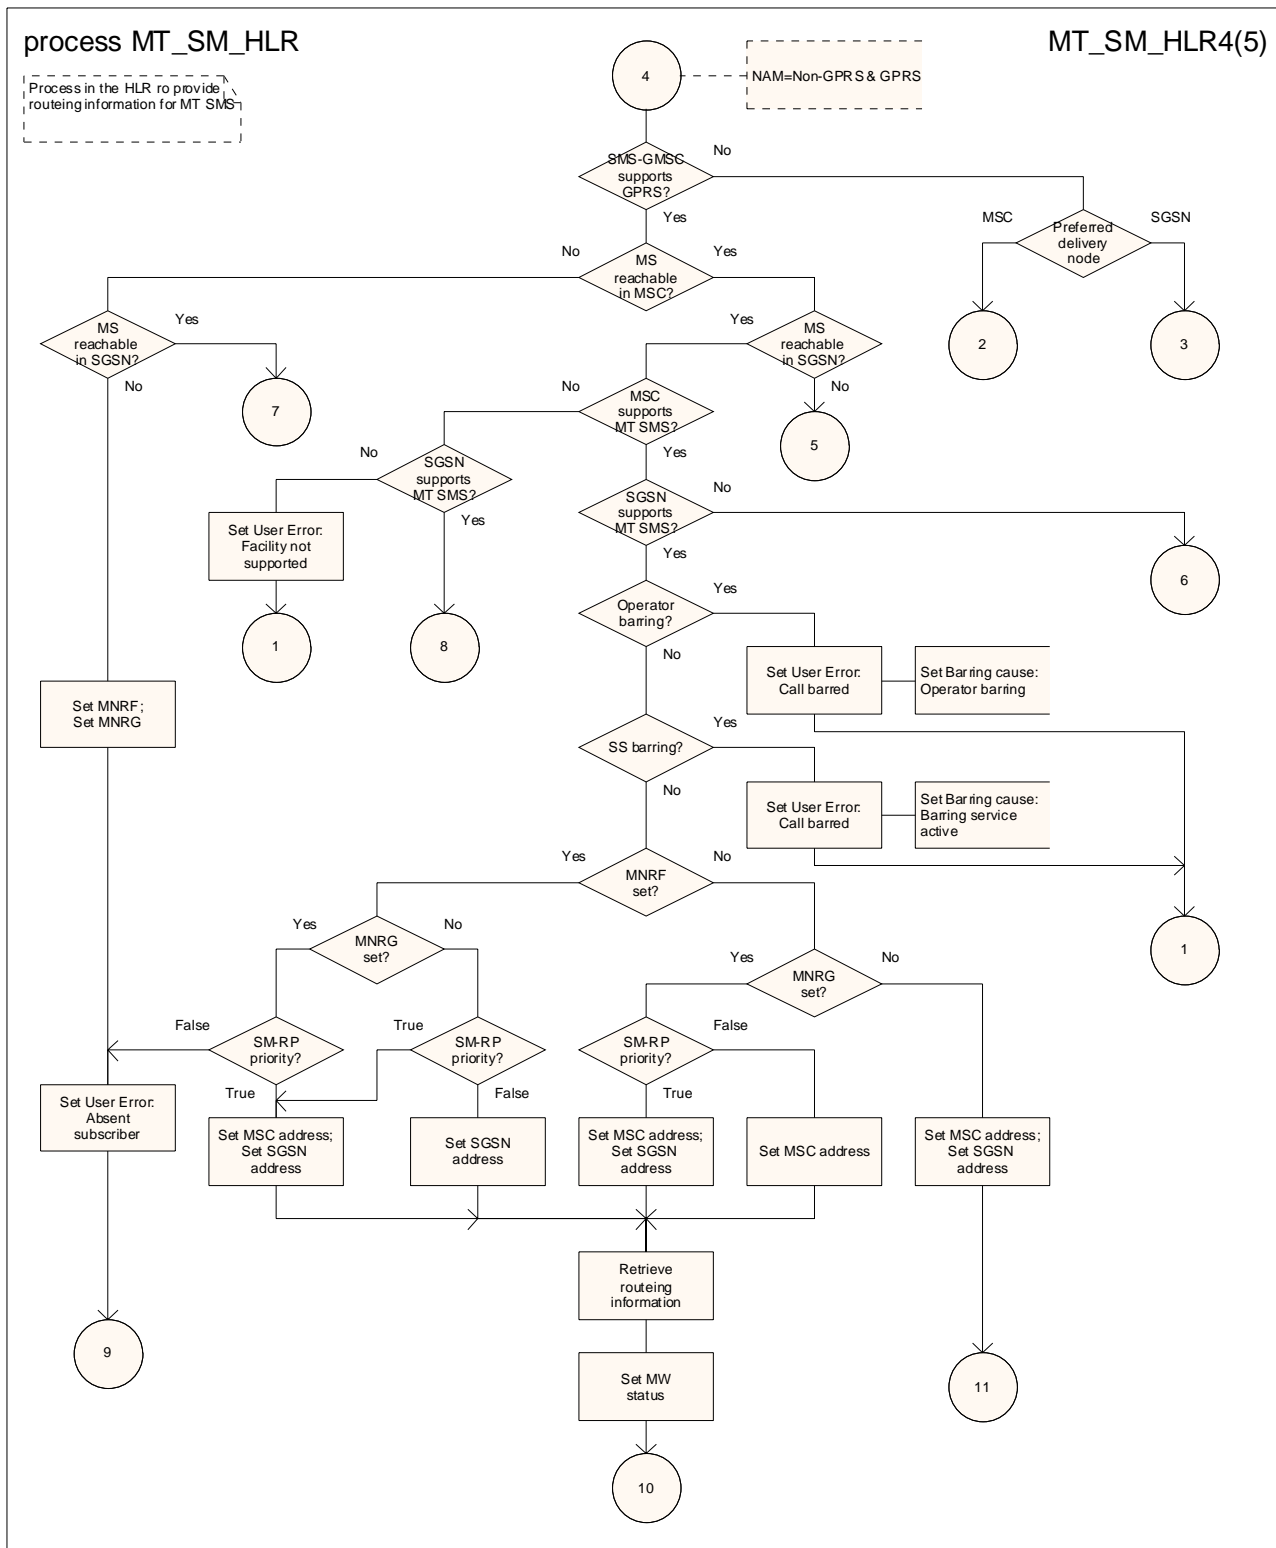 process MT_SM_HLR
MT_SM_HLR4(5)
Process in the HLR ro provide
routeing information for MT SMS
4
NAM=Non-GPRS & GPRS
SMS-GMSC
supports
GPRS?
No
Yes
MSC
Preferred
delivery
node
SGSN
No
MS
reachable
in MSC?
Yes
MS
reachable
in SGSN?
Yes
No
Yes
MS
reachable
in SGSN?
No
2
3
7
No
MSC
supports
MT SMS?
Yes
5
No
SGSN
supports
MT SMS?
Yes
SGSN
supports
MT SMS?
No
Yes
Set User Error:
Facility not
supported
6
1
8
Operator
barring?
Yes
No
Set User Error:
Call barred
Set Barring cause:
Operator barring
Set MNRF;
Set MNRG
SS barring?
Yes
No
Set User Error:
Call barred
Set Barring cause:
Barring service
active
Yes
MNRF
set?
No
1
Yes
MNRG
set?
No
Yes
MNRG
set?
No
False
SM-RP
priority?
True
True
SM-RP
priority?
False
SM-RP
priority?
False
True
Set User Error:
Absent
subscriber
Set MSC address;
Set SGSN
address
Set SGSN
address
Set MSC address;
Set SGSN
address
Set MSC address
Set MSC address;
Set SGSN
address
Retrieve
routeing
information
9
Set MW
status
11
10